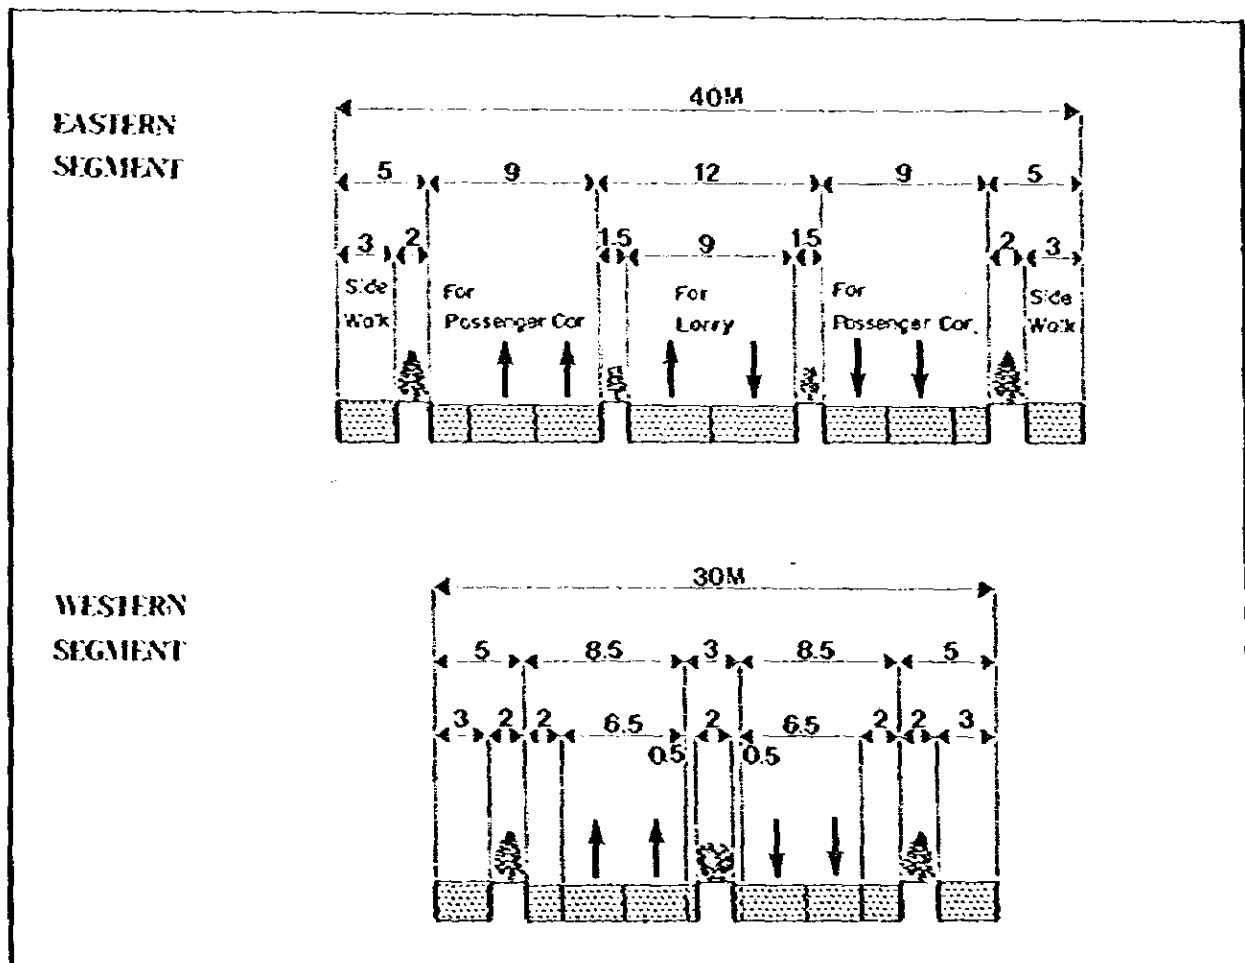 EASTERN
SEGMENT
40M
5 9 12 9 5
3 2 1.5 9 1.5 2 3
Side
Walk
For
Passenger Car
For
Lorry
For
Passenger Car
Side
Walk
WESTERN
SEGMENT
30M
5 8.5 3 8.5 5
3 2 2 6.5 2 6.5 2 2 3
0.5 0.5